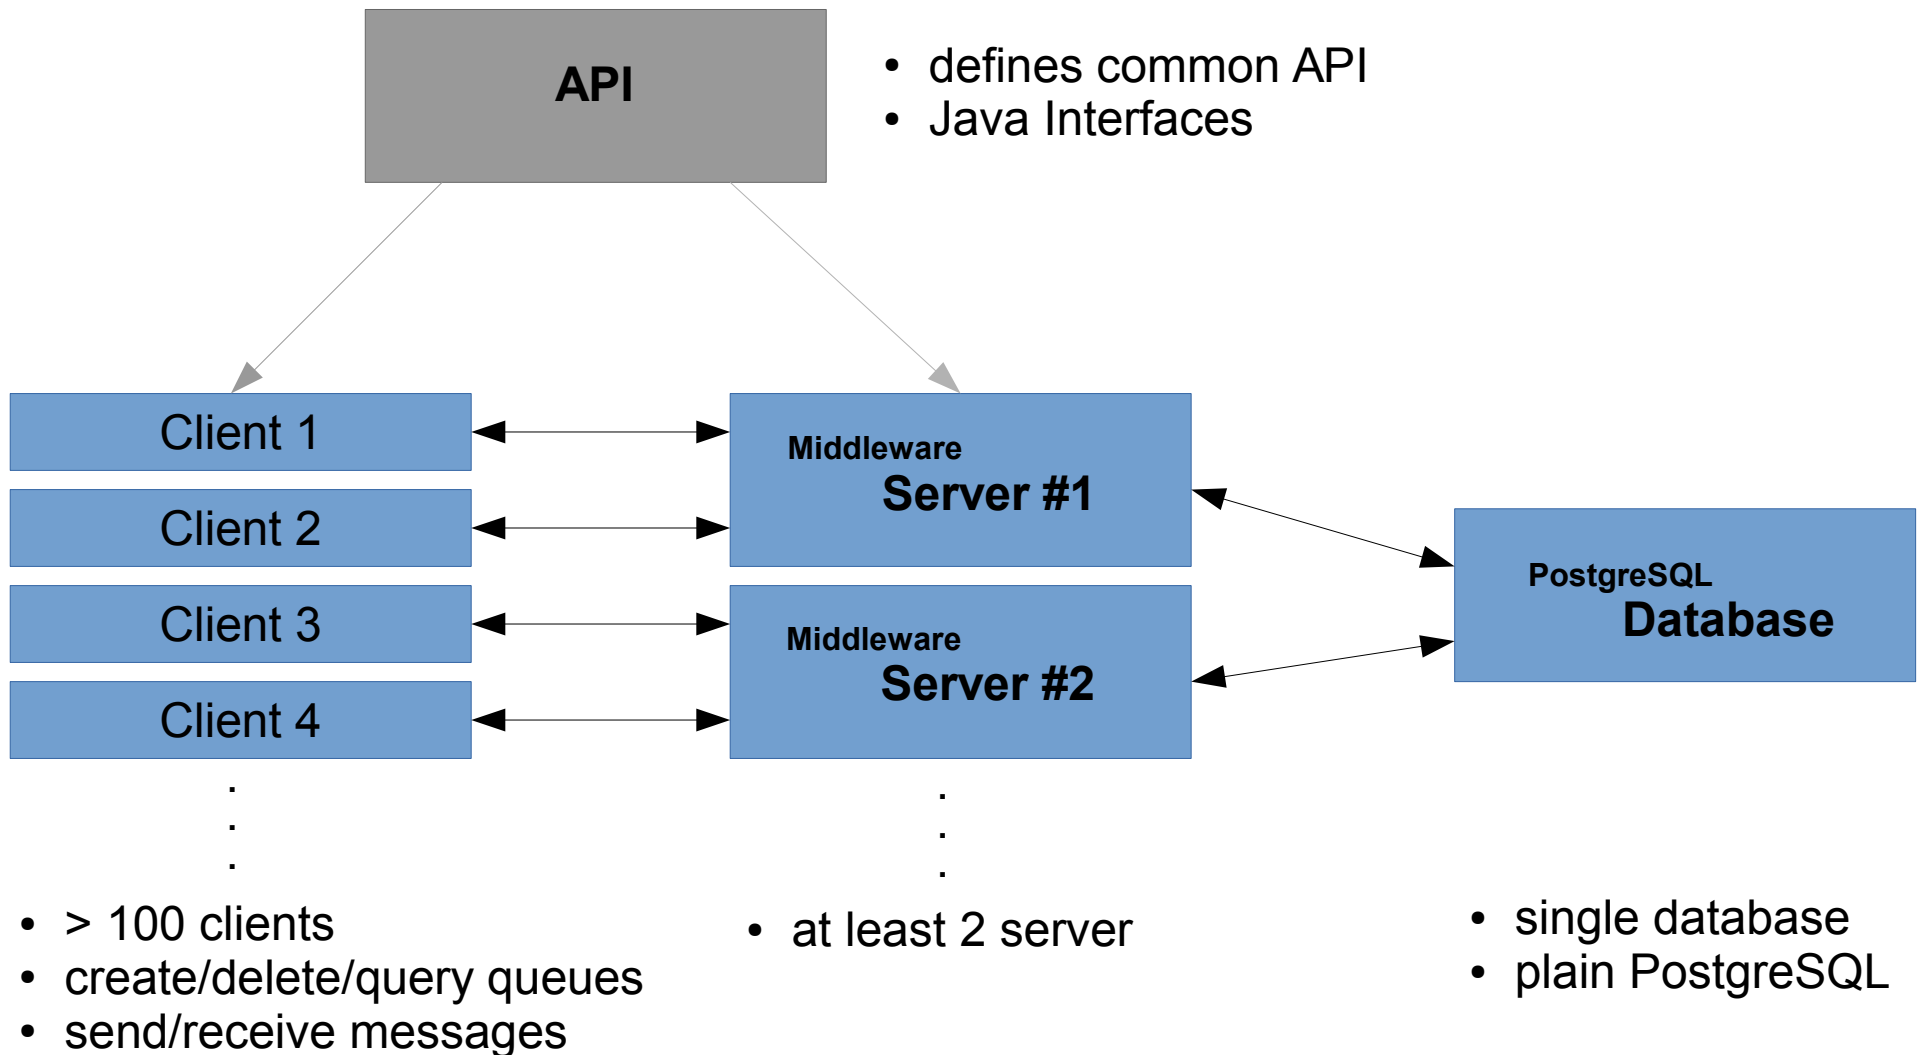 API
• defines common API
• Java Interfaces
Client 1
Client 2
Client 3
Client 4
Middleware
Server #1
Middleware
Server #2
PostgreSQL
Database
.
.
.
.
.
.
• > 100 clients
• create/delete/query queues
• send/receive messages
• at least 2 server
• single database
• plain PostgreSQL